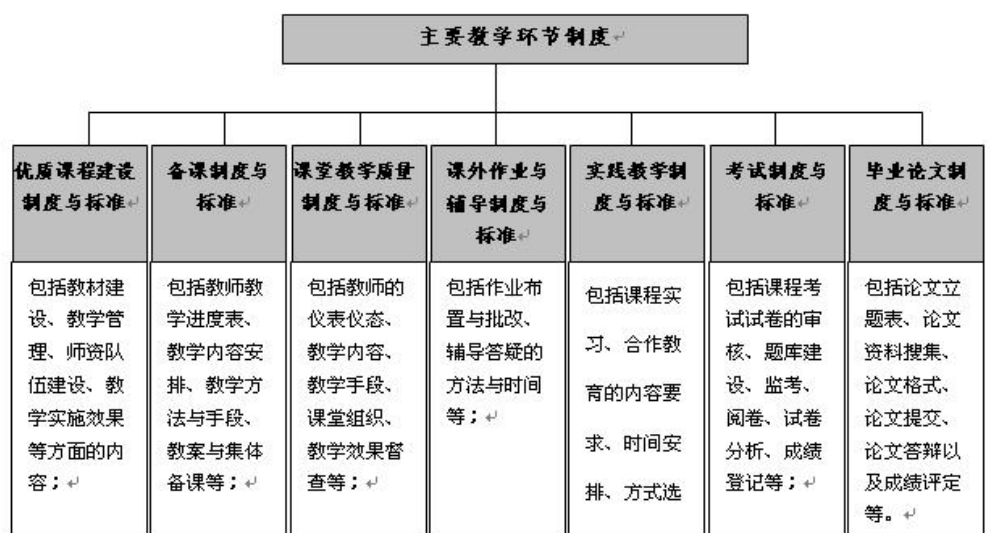 主要教学环节制度
优质课程建设
制度与标准
备课制度与
标准
课堂教学质量
制度与标准
课外作业与
辅导制度与
标准
实践教学制
度与标准
考试制度与
标准
毕业论文制
度与标准
包括教材建
设、教学管
理、师资队
伍建设、教
学实施效果
等方面的内
容；
包括教师教
学进度表、
教学内容安
排、教学方
法与手段、
教案与集体
备课等；
包括教师的
仪表仪态、
教学内容、
教学手段、
课堂组织、
教学效果督
查等；
包括作业布
置与批改、
辅导答疑的
方法与时间
等；
包括课程实
习、合作教
育的内容要
求、时间安
排、方式选
包括课程考
试试卷的审
核、题库建
设、监考、
阅卷、试卷
分析、成绩
登记等；
包括论文立
题表、论文
资料搜集、
论文格式、
论文提交、
论文答辩以
及成绩评定
等。